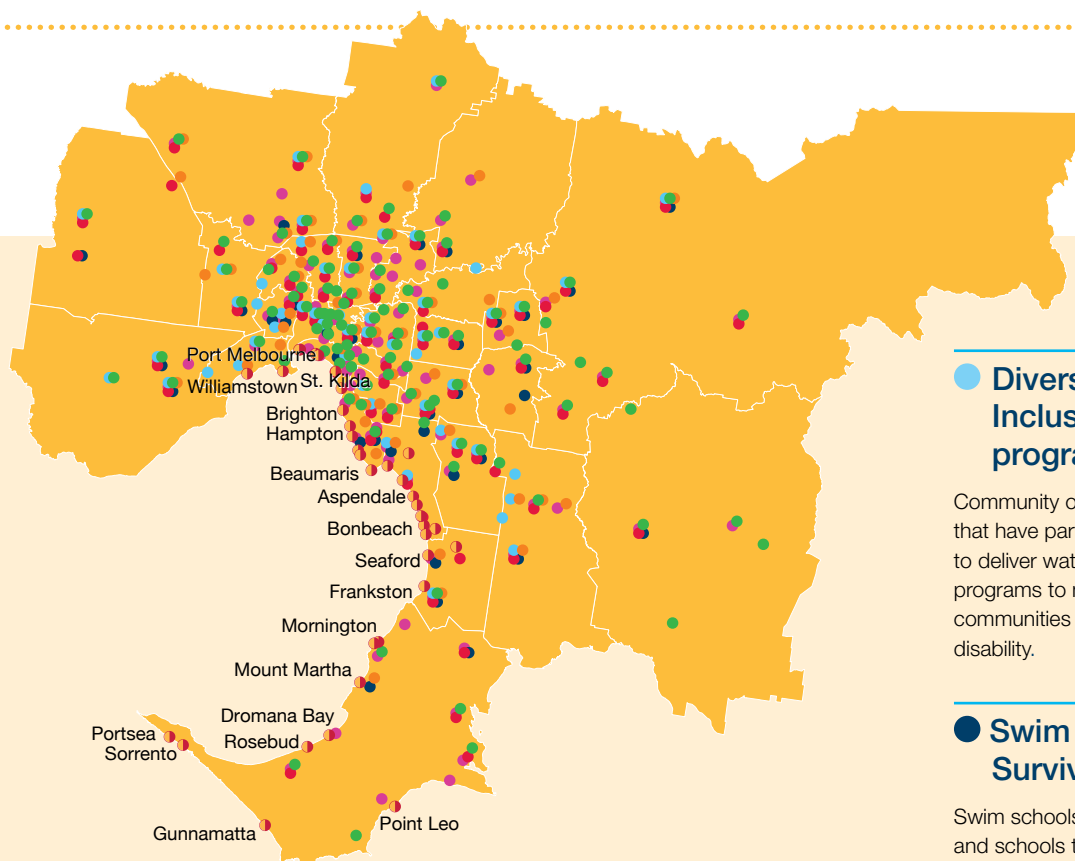 Port Melbourne
Williamstown
St. Kilda
Brighton
Hampton
Beaumaris
Aspendale
Bonbeach
Seaford
Frankston
Mornington
Mount Martha
Dromana Bay
Rosebud
Portsea
Sorrento
Gunnamatta
Point Leo
Divers
Inclus
progra
Community o
that have par
to deliver wat
programs to r
communities
disability.
Swim
Surviv
Swim schools
and schools t